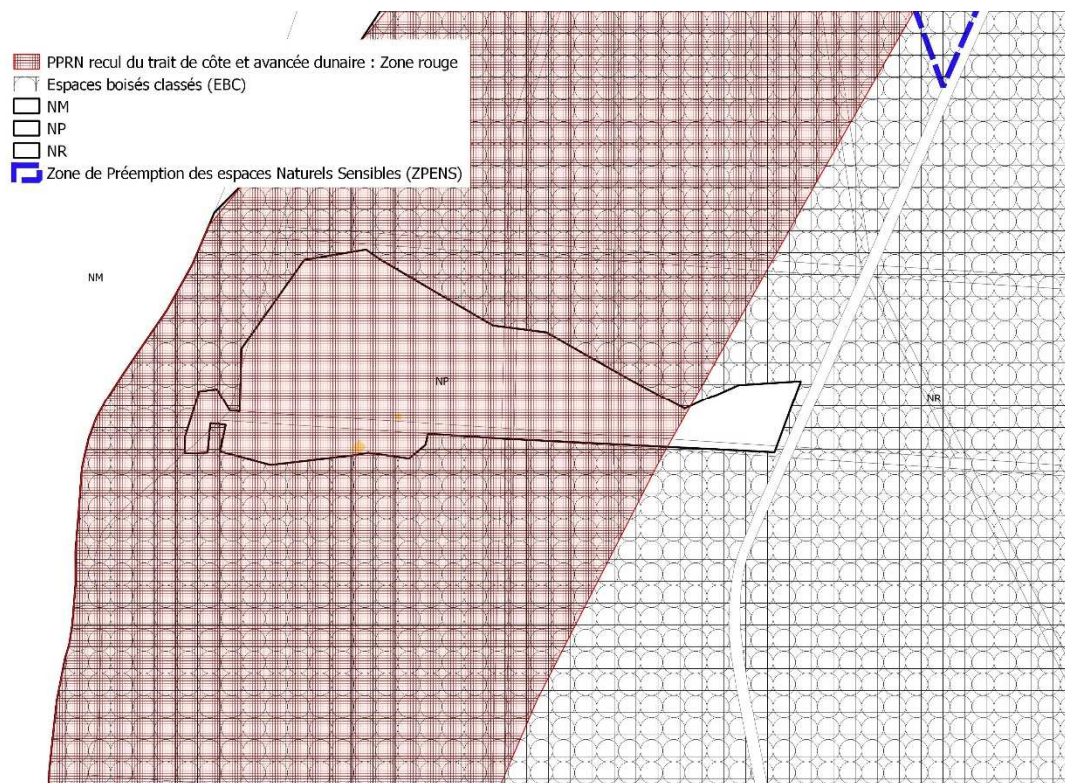 PPRN recul du trait de côte et avancée dunaire : Zone rouge
Espaces boisés classés (EBC)
NM
NP
NR
Zone de Préemption des espaces Naturels Sensibles (ZPENS)
NM
NP
NR